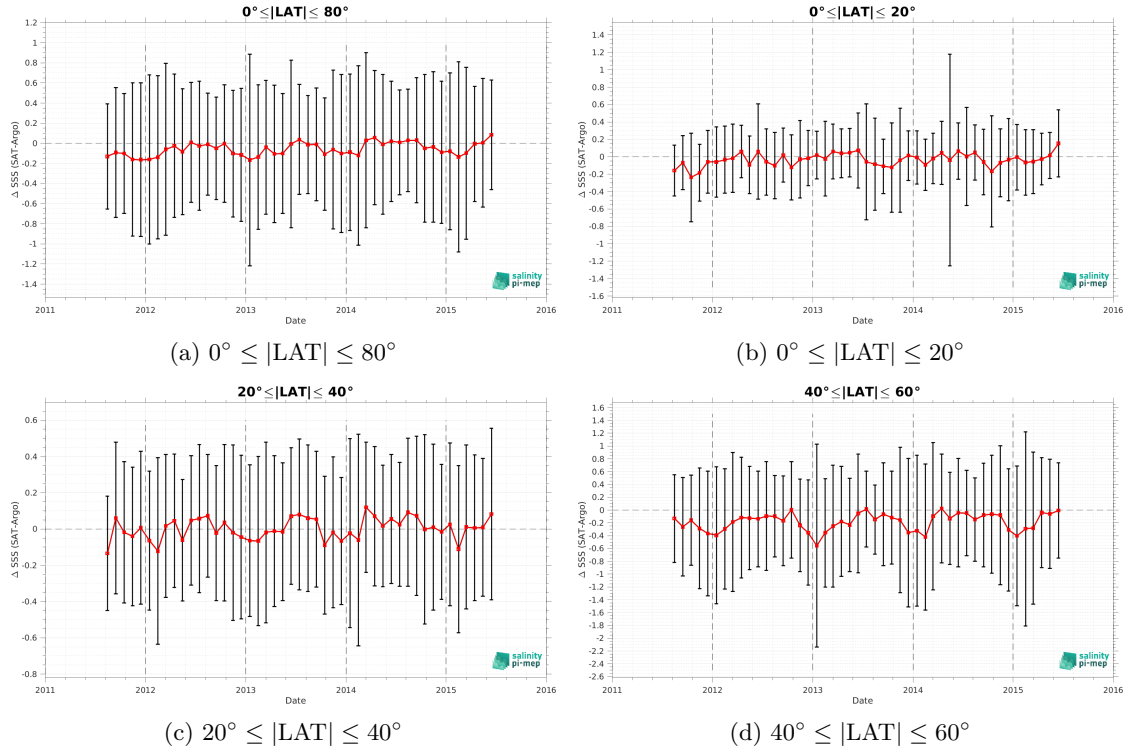 0°≤|LAT|≤ 80°
1.2
1
0.8
0.6
0.4
0.2
0
-0.2
-0.4
-0.6
-0.8
-1
-1.2
-1.4
Δ SSS (SAT-Argo)
salinity
pi-mep
2011 2012 2013 2014 2015 2016
Date
(a) 0° ≤ |LAT| ≤ 80°
0°≤|LAT|≤ 20°
1.4
1.2
1
0.8
0.6
0.4
0.2
0
-0.2
-0.4
-0.6
-0.8
-1
-1.2
-1.4
-1.6
Δ SSS (SAT-Argo)
salinity
pi-mep
2011 2012 2013 2014 2015 2016
Date
(b) 0° ≤ |LAT| ≤ 20°
20°≤|LAT|≤ 40°
0.6
0.4
0.2
0
-0.2
-0.4
-0.6
-0.8
Δ SSS (SAT-Argo)
salinity
pi-mep
2011 2012 2013 2014 2015 2016
Date
(c) 20° ≤ |LAT| ≤ 40°
40°≤|LAT|≤ 60°
1.6
1.4
1.2
1
0.8
0.6
0.4
0.2
0
-0.2
-0.4
-0.6
-0.8
-1
-1.2
-1.4
-1.6
-1.8
-2
-2.2
-2.4
-2.6
Δ SSS (SAT-Argo)
salinity
pi-mep
2011 2012 2013 2014 2015 2016
Date
(d) 40° ≤ |LAT| ≤ 60°